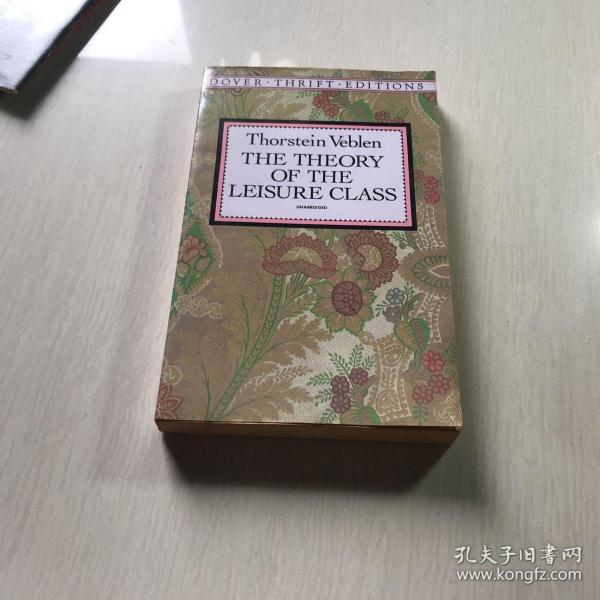 DOVER · THRIFT · EDITIONS
Thorstein Veblen
THE THEORY
OF THE
LEISURE CLASS
UNABRIDGED
孔夫子旧书网
www.kongfz.com